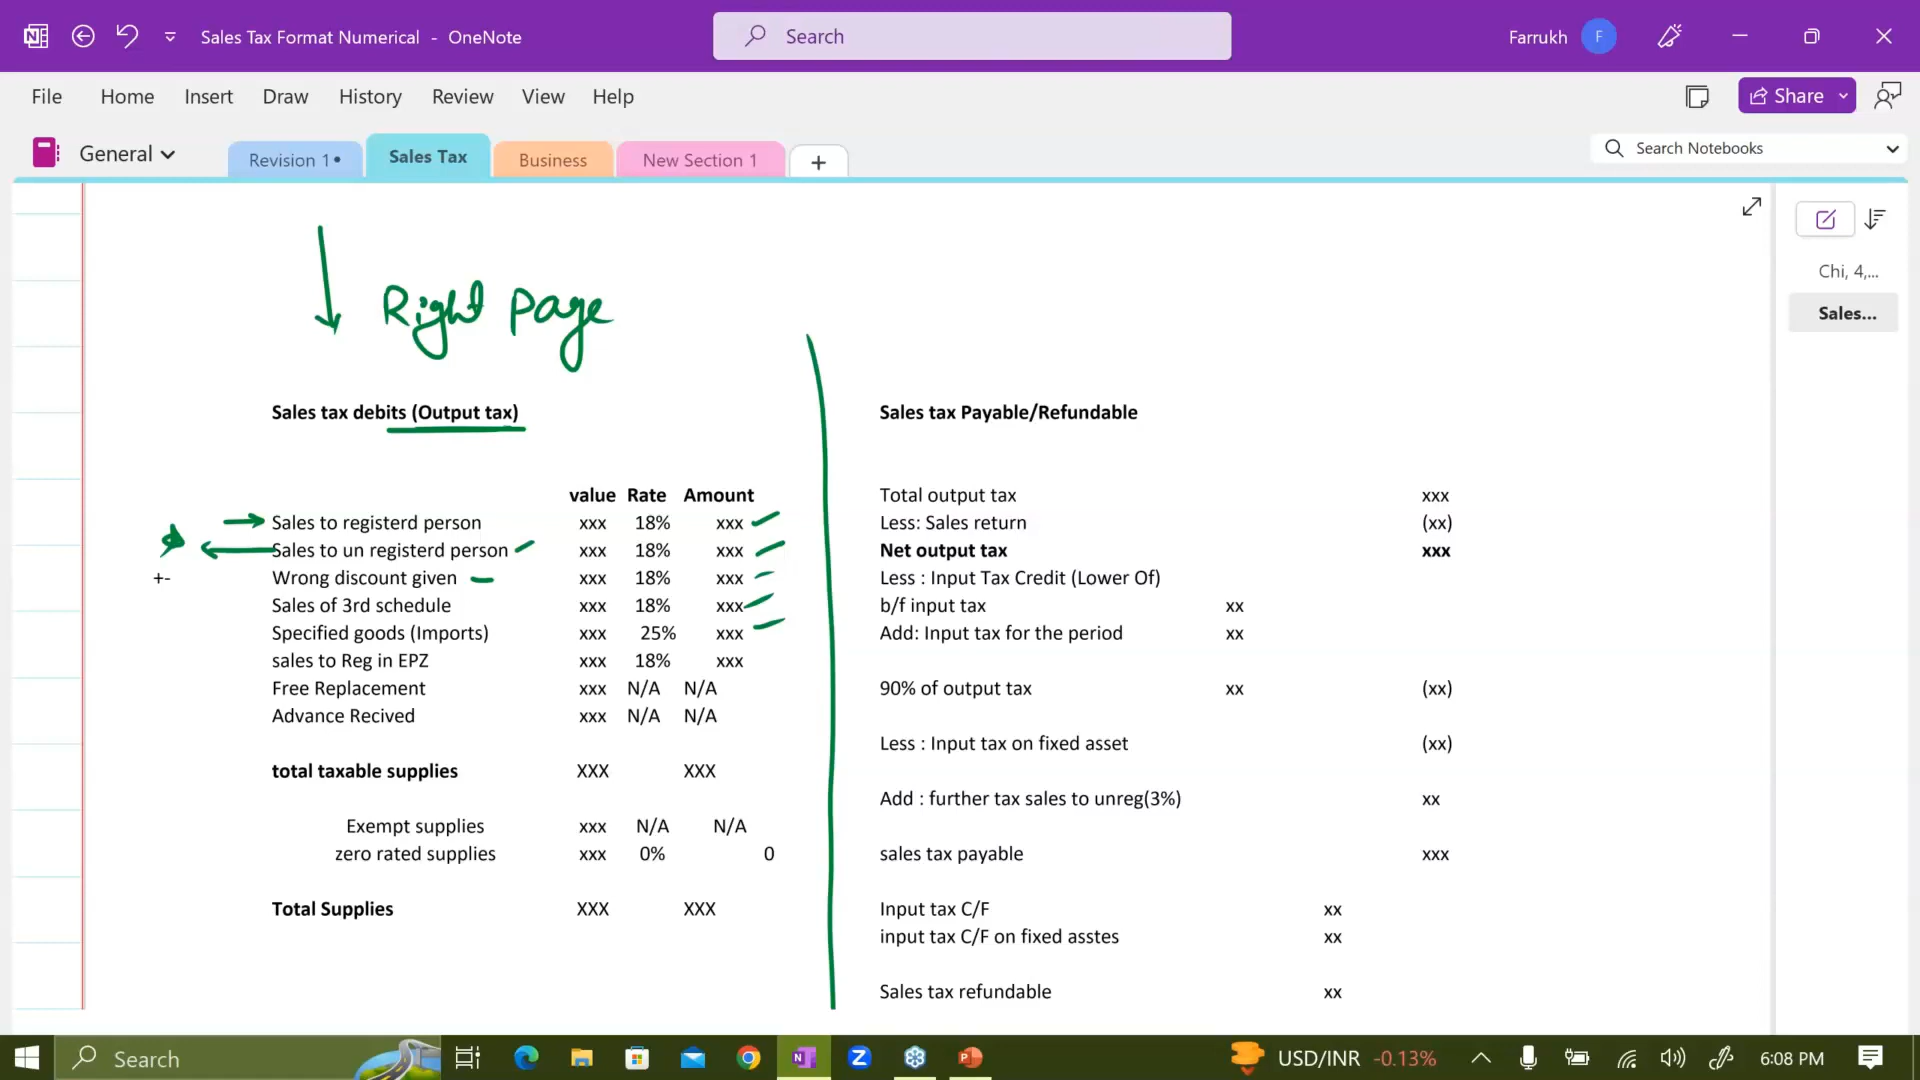 Sales Tax Format Numerical - OneNote
Search
Farrukh
F
File Home Insert Draw History Review View Help
Share
General
Revision 1•
Sales Tax
Business
New Section 1
+
Search Notebooks
Chi, 4,...
Sales...
Right Page
Sales tax debits (Output tax)
value Rate Amount
Sales to registerd person xxx 18% xxx
Sales to un registerd person xxx 18% xxx
+-
Wrong discount given xxx 18% xxx
Sales of 3rd schedule xxx 18% xxx
Specified goods (Imports) xxx 25% xxx
sales to Reg in EPZ xxx 18% xxx
Free Replacement xxx N/A N/A
Advance Recived xxx N/A N/A
total taxable supplies XXX XXX
Exempt supplies xxx N/A N/A
zero rated supplies xxx 0% 0
Total Supplies XXX XXX
Sales tax Payable/Refundable
Total output tax xxx
Less: Sales return (xx)
Net output tax xxx
Less : Input Tax Credit (Lower Of)
b/f input tax xx
Add: Input tax for the period xx
90% of output tax xx (xx)
Less : Input tax on fixed asset (xx)
Add : further tax sales to unreg(3%) xx
sales tax payable xxx
Input tax C/F xx
input tax C/F on fixed asstes xx
Sales tax refundable xx
Search
USD/INR -0.13%
6:08 PM